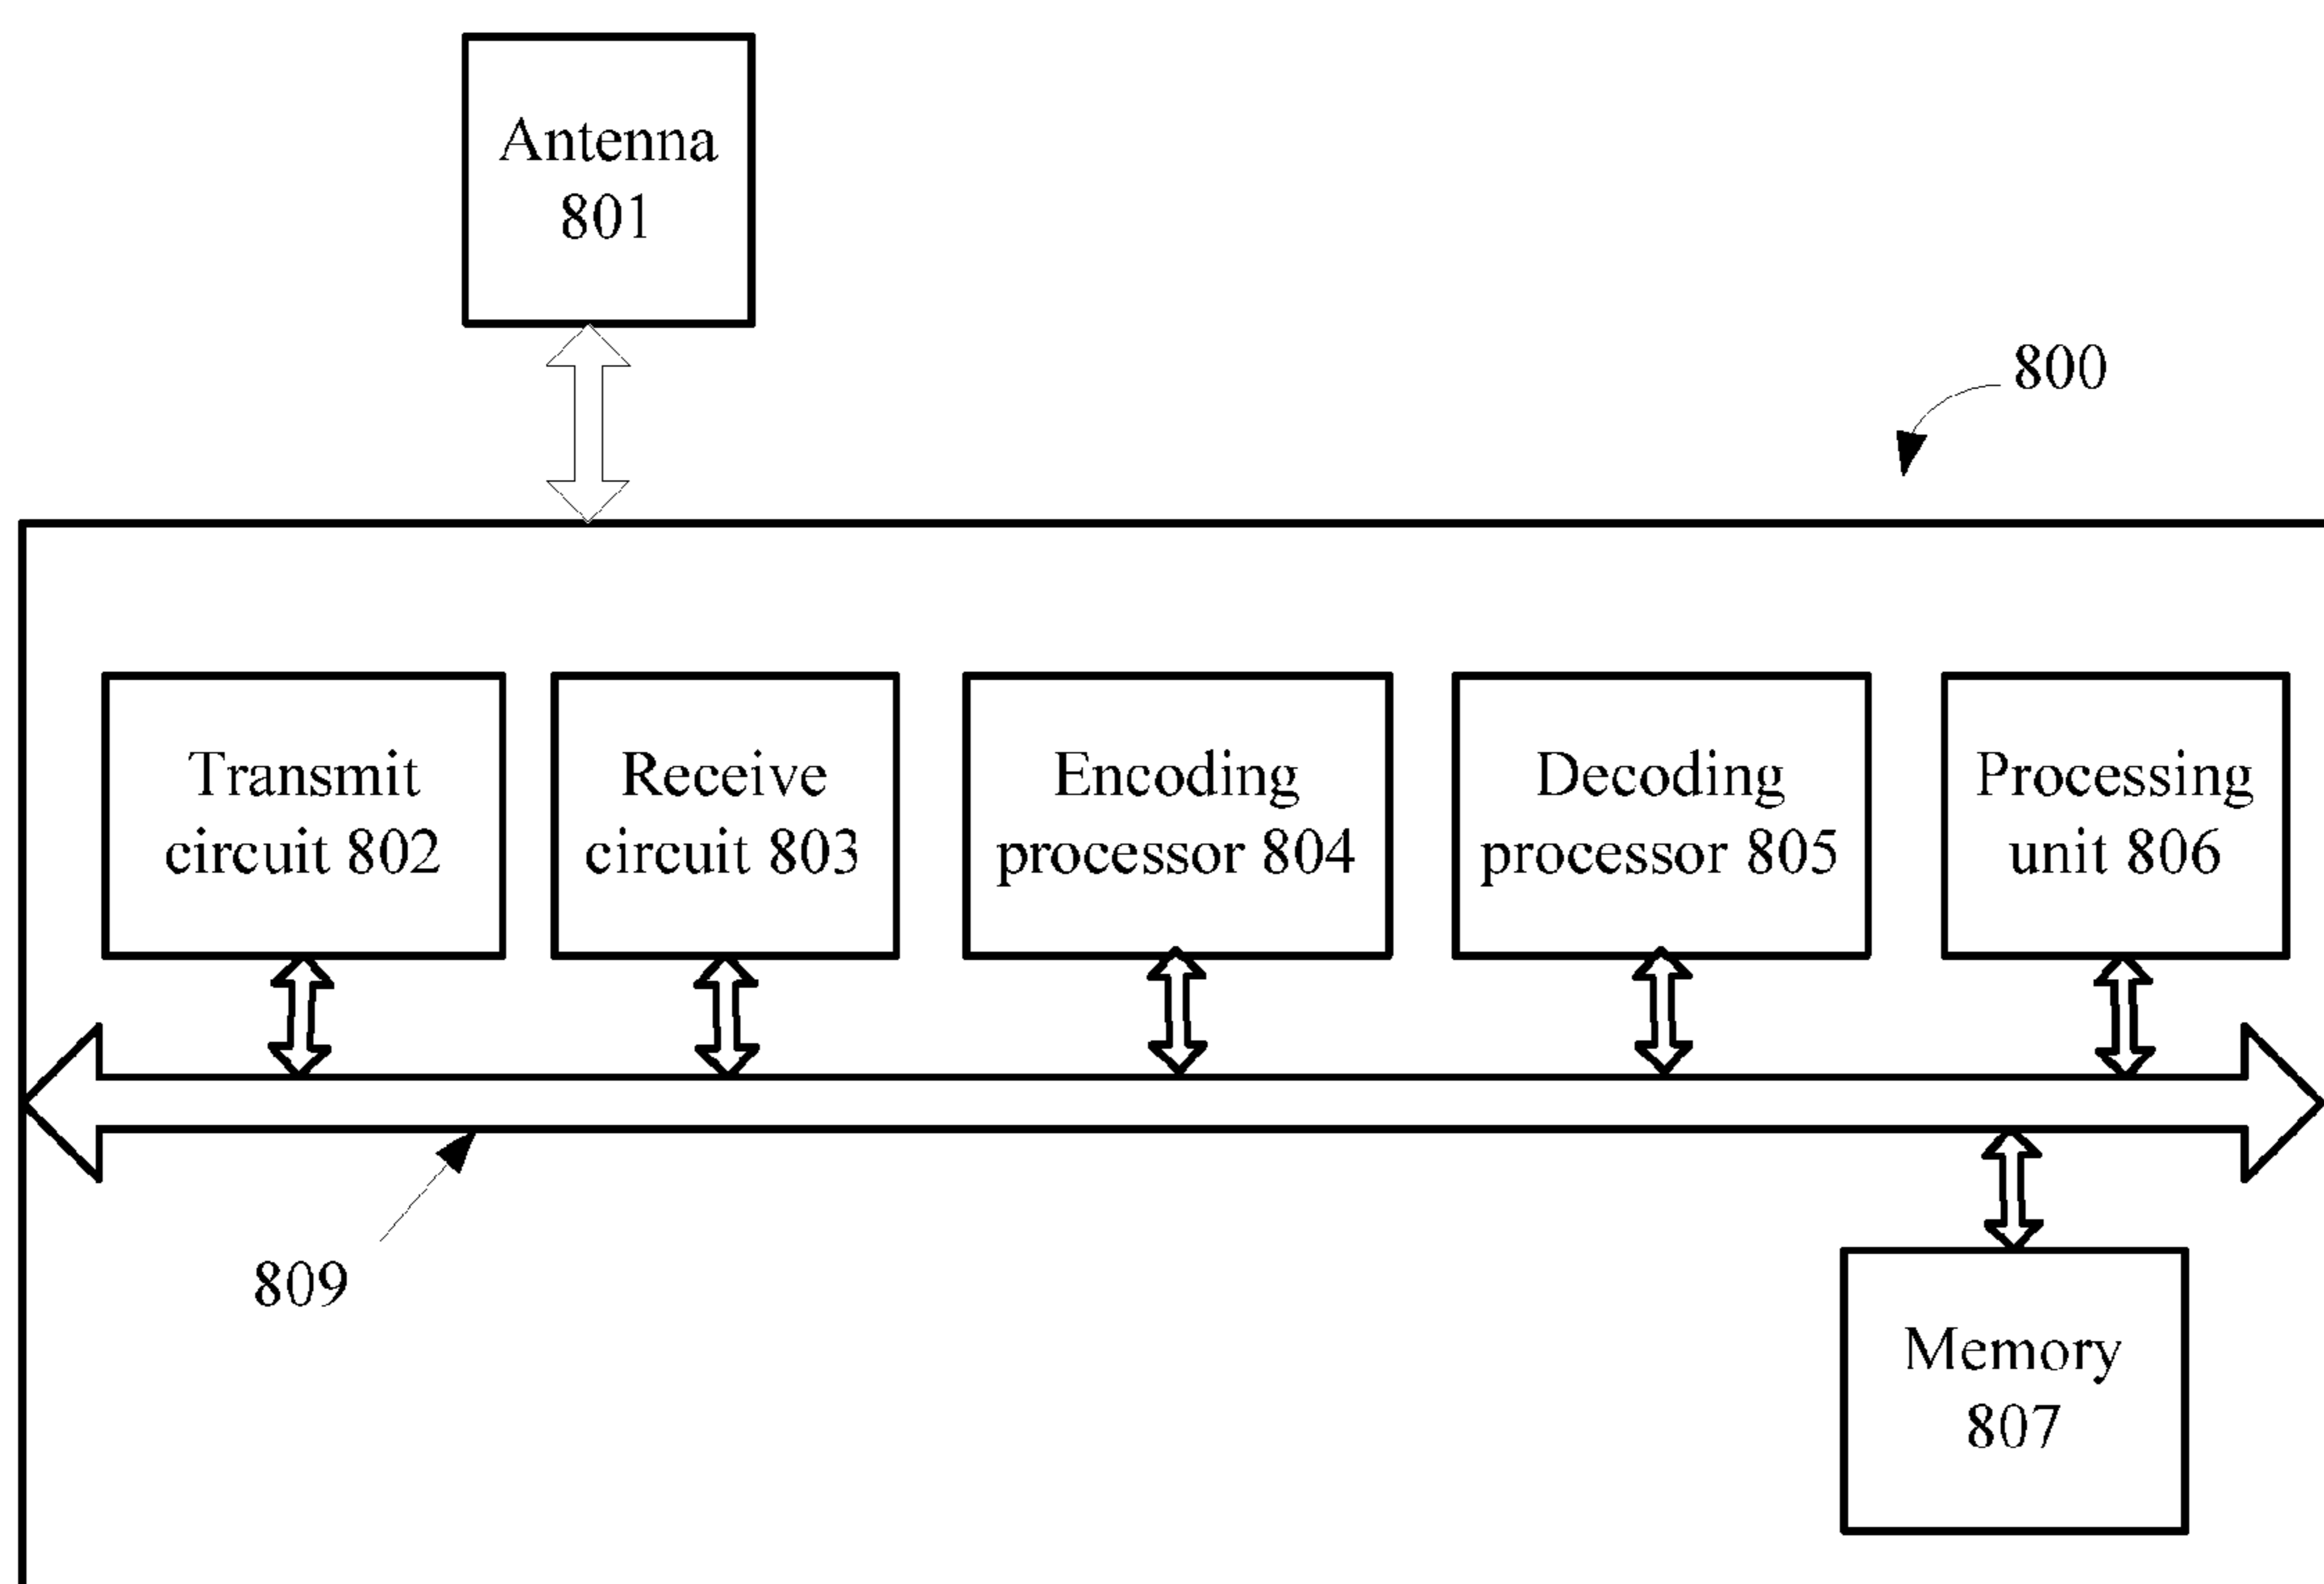 Antenna
801
800
Transmit
circuit 802
Receive
circuit 803
Encoding
processor 804
Decoding
processor 805
Processing
unit 806
809
Memory
807